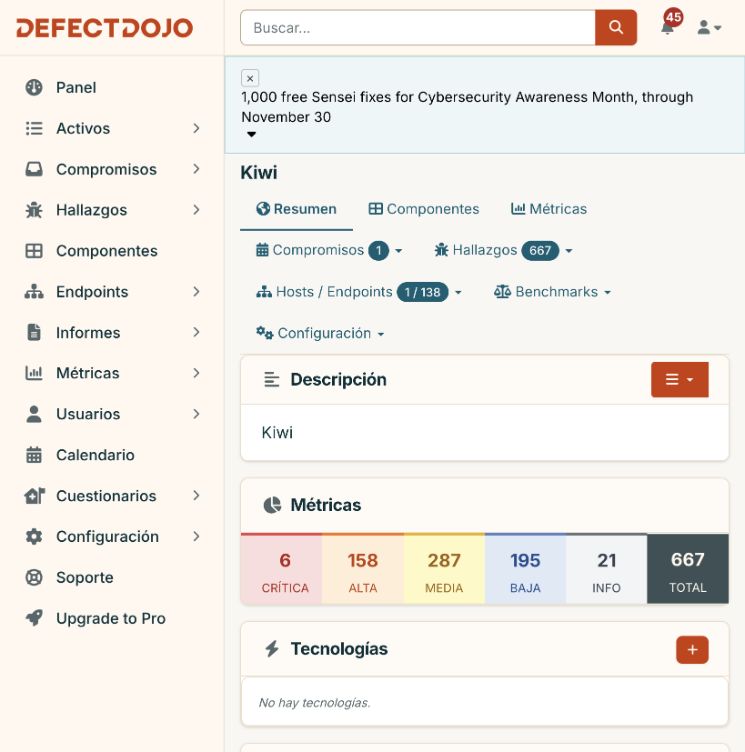 DEFECTDOJO
Buscar...
45
Panel
Activos
Compromisos
Hallazgos
Componentes
Endpoints
Informes
Métricas
Usuarios
Calendario
Cuestionarios
Configuración
Soporte
Upgrade to Pro
×
1,000 free Sensei fixes for Cybersecurity Awareness Month, through
November 30
Kiwi
Resumen Componentes Métricas
Compromisos 1 Hallazgos 667
Hosts / Endpoints 1 / 138 Benchmarks
Configuración
Descripción
Kiwi
Métricas
6 158 287 195 21 667
CRÍTICA ALTA MEDIA BAJA INFO TOTAL
Tecnologías
+
No hay tecnologías.